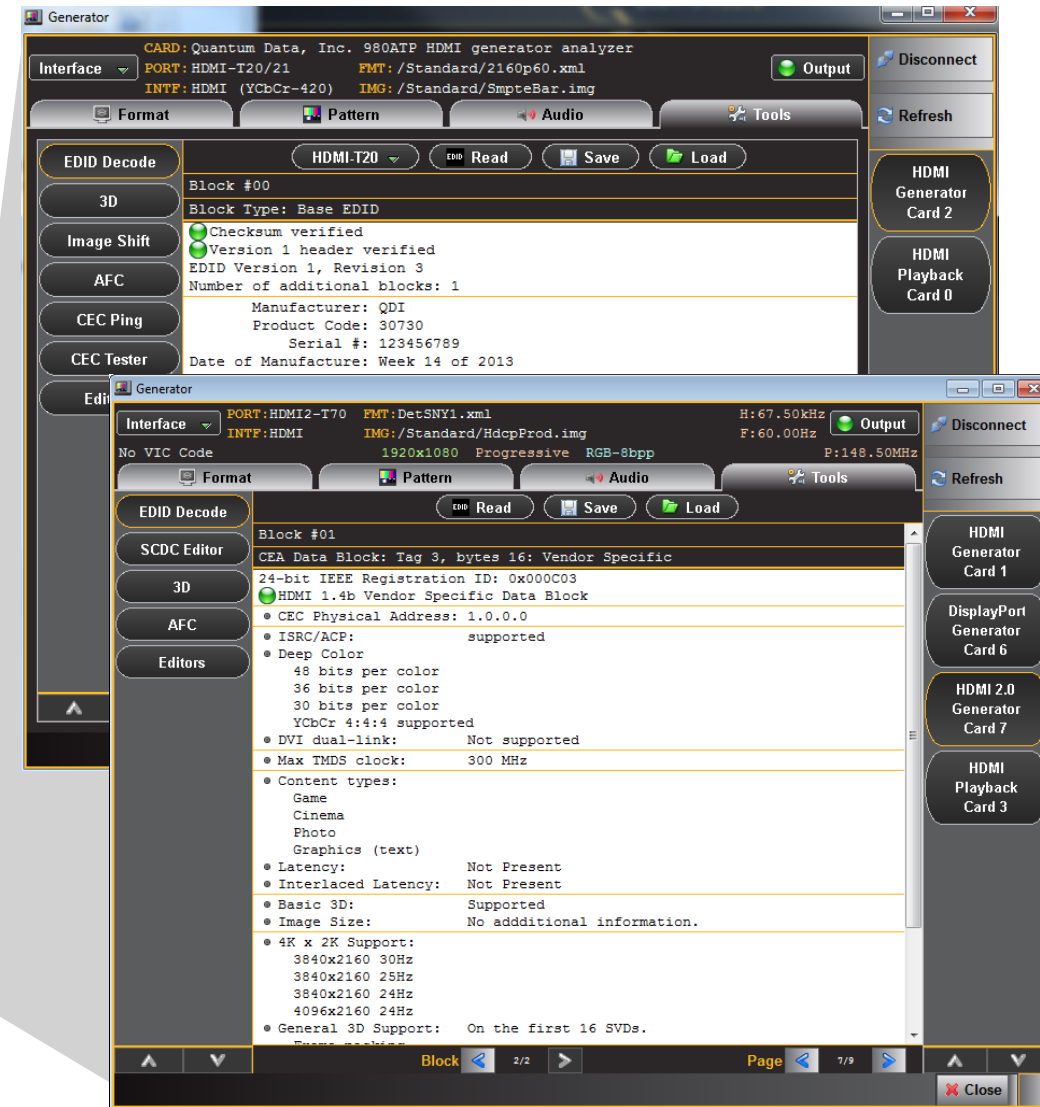 Generator
CARD: Quantum Data, Inc. 980ATP HDMI generator analyzer
Interface PORT: HDMI-T20/21 FMT: /Standard/2160p60.xml Output
INTF: HDMI (YCbCr-420) IMG: /Standard/SmpteBar.img
Format Pattern Audio Tools
Disconnect
Refresh
HDMI
Generator
Card 2
HDMI
Playback
Card 0
EDID Decode
3D
Image Shift
AFC
CEC Ping
CEC Tester
HDMI-T20 EDID Read Save Load
Block #00
Block Type: Base EDID
Checksum verified
Version 1 header verified
EDID Version 1, Revision 3
Number of additional blocks: 1
Manufacturer: QDI
Product Code: 30730
Serial #: 123456789
Date of Manufacture: Week 14 of 2013
Generator
Interface PORT:HDMI2-T70 FMT:DetSNY1.xml H:67.50kHz Output
INTF:HDMI IMG:/Standard/HdcpProd.img F:60.00Hz
No VIC Code 1920x1080 Progressive RGB-8bpp P:148.50MHz
Format Pattern Audio Tools
Disconnect
Refresh
HDMI
Generator
Card 1
DisplayPort
Generator
Card 6
HDMI 2.0
Generator
Card 7
HDMI
Playback
Card 3
EDID Decode
SCDC Editor
3D
AFC
Editors
EDID Read Save Load
Block #01
CEA Data Block: Tag 3, bytes 16: Vendor Specific
24-bit IEEE Registration ID: 0x000C03
HDMI 1.4b Vendor Specific Data Block
CEC Physical Address: 1.0.0.0
ISRC/ACP: supported
Deep Color
48 bits per color
36 bits per color
30 bits per color
YCbCr 4:4:4 supported
DVI dual-link: Not supported
Max TMDS clock: 300 MHz
Content types:
Game
Cinema
Photo
Graphics (text)
Latency: Not Present
Interlaced Latency: Not Present
Basic 3D: Supported
Image Size: No addditional information.
4K x 2K Support:
3840x2160 30Hz
3840x2160 25Hz
3840x2160 24Hz
4096x2160 24Hz
General 3D Support: On the first 16 SVDs.
Block 2/2 Page 7/9
Close